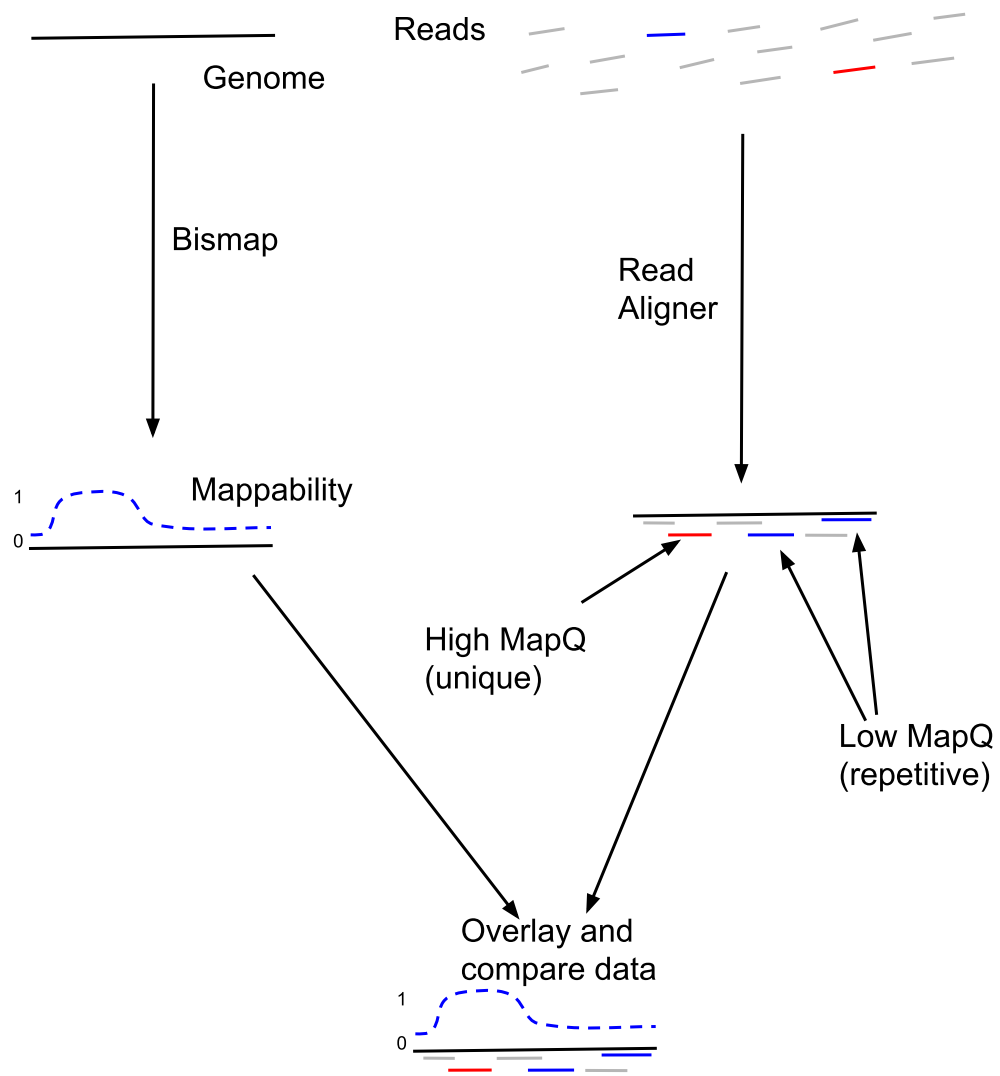 Reads
Genome
Bismap
Read
Aligner
Mappability
1
0
High MapQ
(unique)
Low MapQ
(repetitive)
Overlay and
compare data
1
0